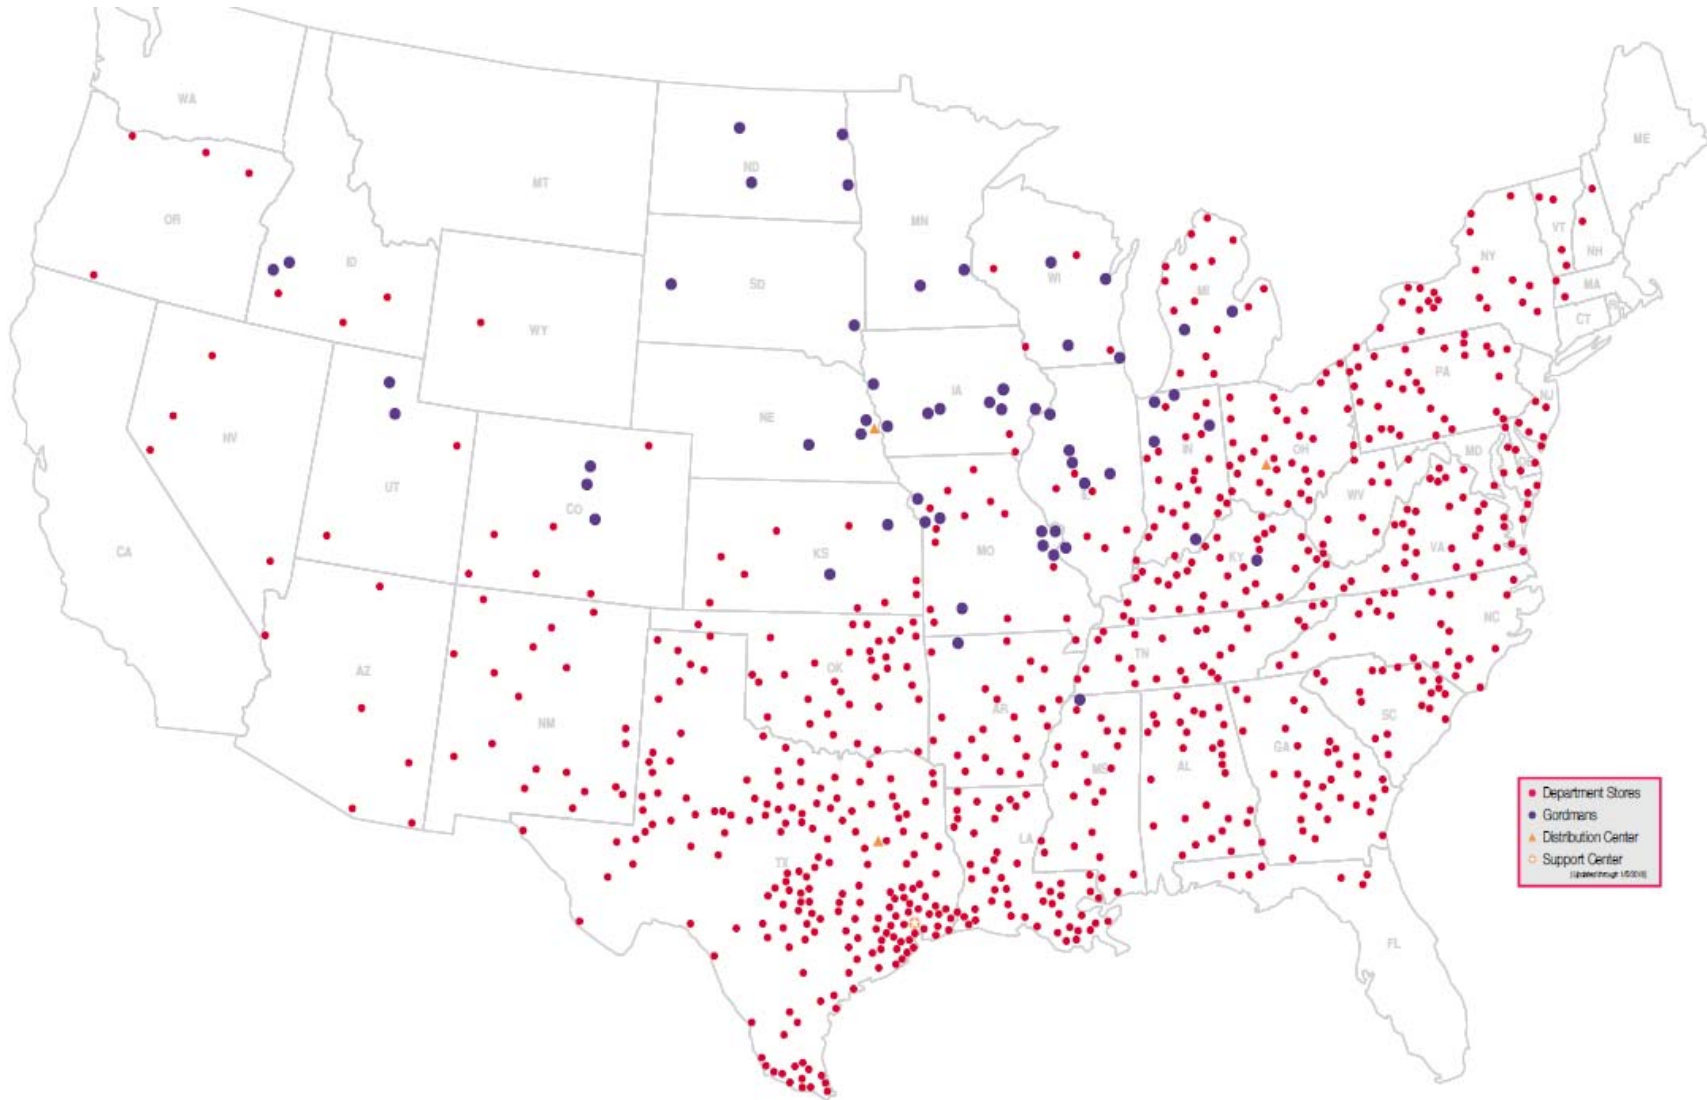 WA
ME
ND
MT
MN
OR
VT
NH
NY
ID
WI
SD
MI
MA
WY
CT
PA
IA
NJ
NE
NV
IN
OH
MD
UT
WV
CO
CA
MO
KS
VA
KY
NC
TN
AZ
OK
AR
SC
NM
GA
MS
AL
LA
TX
FL
Department Stores
Gordmans
Distribution Center
Support Center